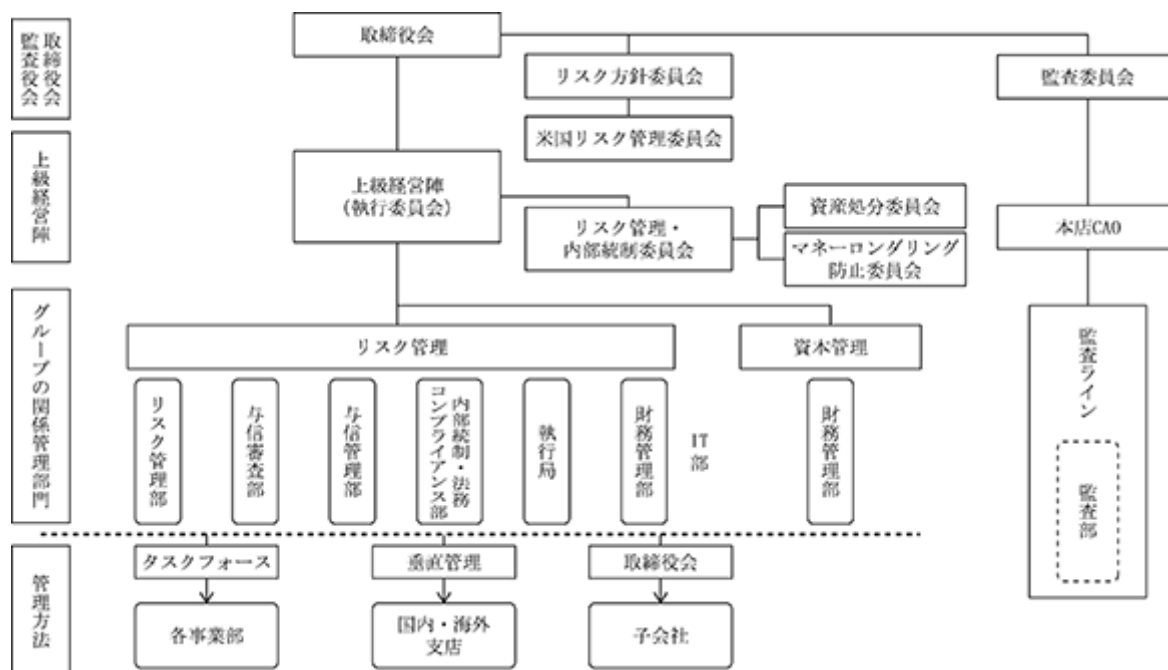 取締役会
監査役会
取締役会
リスク方針委員会
監査委員会
米国リスク管理委員会
上級経営陣
上級経営陣
(執行委員会)
リスク管理・
内部統制委員会
資産処分委員会
マネーロンダリング
防止委員会
本店CAO
グループの関係管理部門
リスク管理
資本管理
リスク管理部
与信審査部
与信管理部
内部統制・法務
コンプライアンス部
執行局
財務管理部
IT部
財務管理部
監査ライン
監査部
管理方法
タスクフォース
垂直管理
取締役会
各事業部
国内・海外
支店
子会社